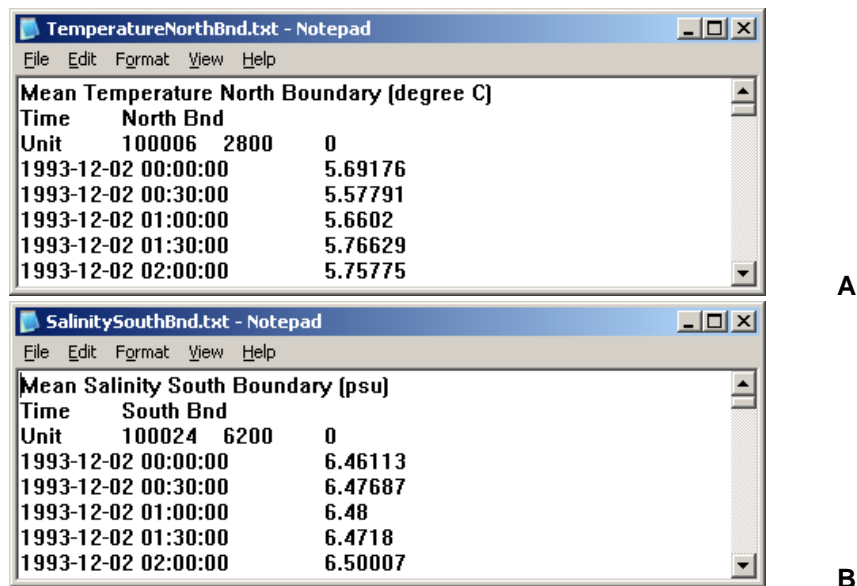 TemperatureNorthBnd.txt - Notepad
File Edit Format View Help
Mean Temperature North Boundary (degree C)
Time North Bnd
Unit 100006 2800 0
1993-12-02 00:00:00 5.69176
1993-12-02 00:30:00 5.57791
1993-12-02 01:00:00 5.6602
1993-12-02 01:30:00 5.76629
1993-12-02 02:00:00 5.75775
A
SalinitySouthBnd.txt - Notepad
File Edit Format View Help
Mean Salinity South Boundary (psu)
Time South Bnd
Unit 100024 6200 0
1993-12-02 00:00:00 6.46113
1993-12-02 00:30:00 6.47687
1993-12-02 01:00:00 6.48
1993-12-02 01:30:00 6.4718
1993-12-02 02:00:00 6.50007
B